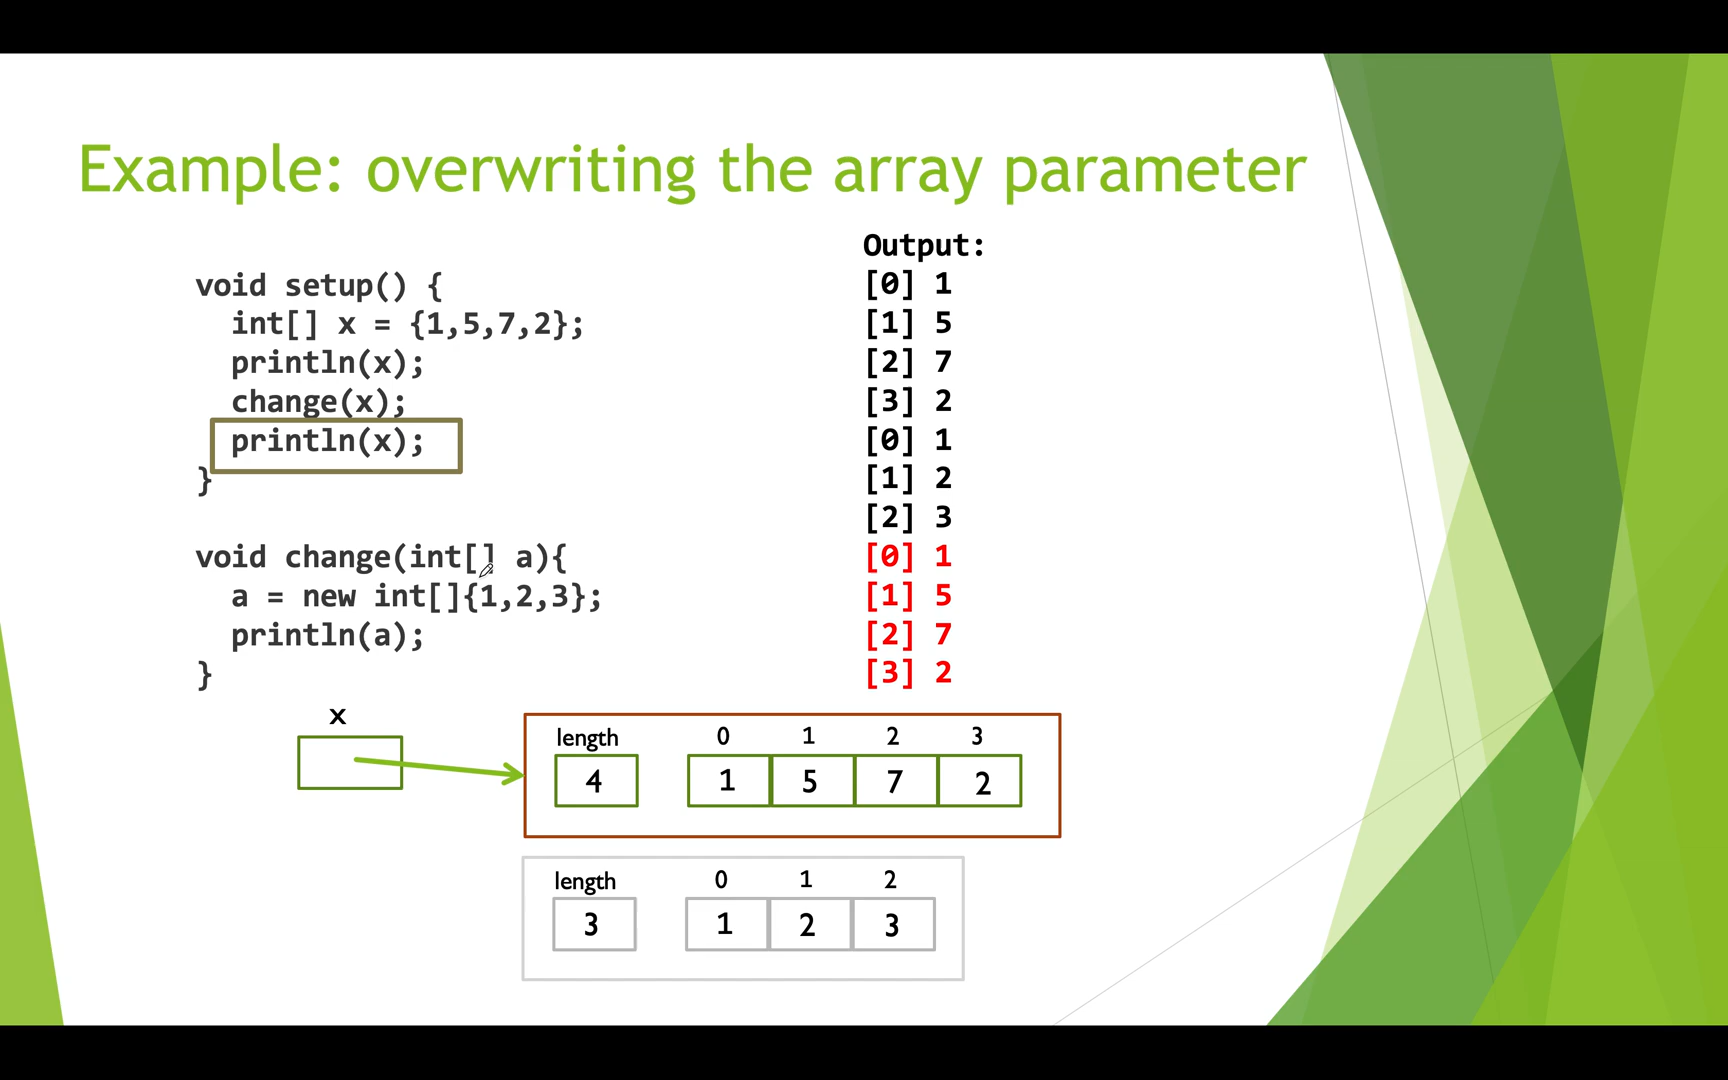 Example: overwriting the array parameter
void setup() {
int[] x = {1,5,7,2};
println(x);
change(x);
println(x);
}
void change(int[] a){
a = new int[]{1,2,3};
println(a);
}
Output:
[0] 1
[1] 5
[2] 7
[3] 2
[0] 1
[1] 2
[2] 3
[0] 1
[1] 5
[2] 7
[3] 2
x
length 0 1 2 3
4 1 5 7 2
length 0 1 2
3 1 2 3